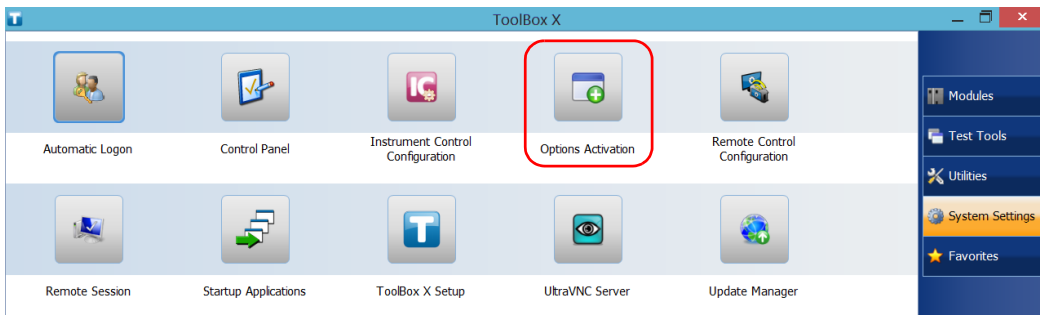 ToolBox X
Automatic Logon
Control Panel
Instrument Control
Configuration
Options Activation
Remote Control
Configuration
Remote Session
Startup Applications
ToolBox X Setup
UltraVNC Server
Update Manager
Modules
Test Tools
Utilities
System Settings
Favorites